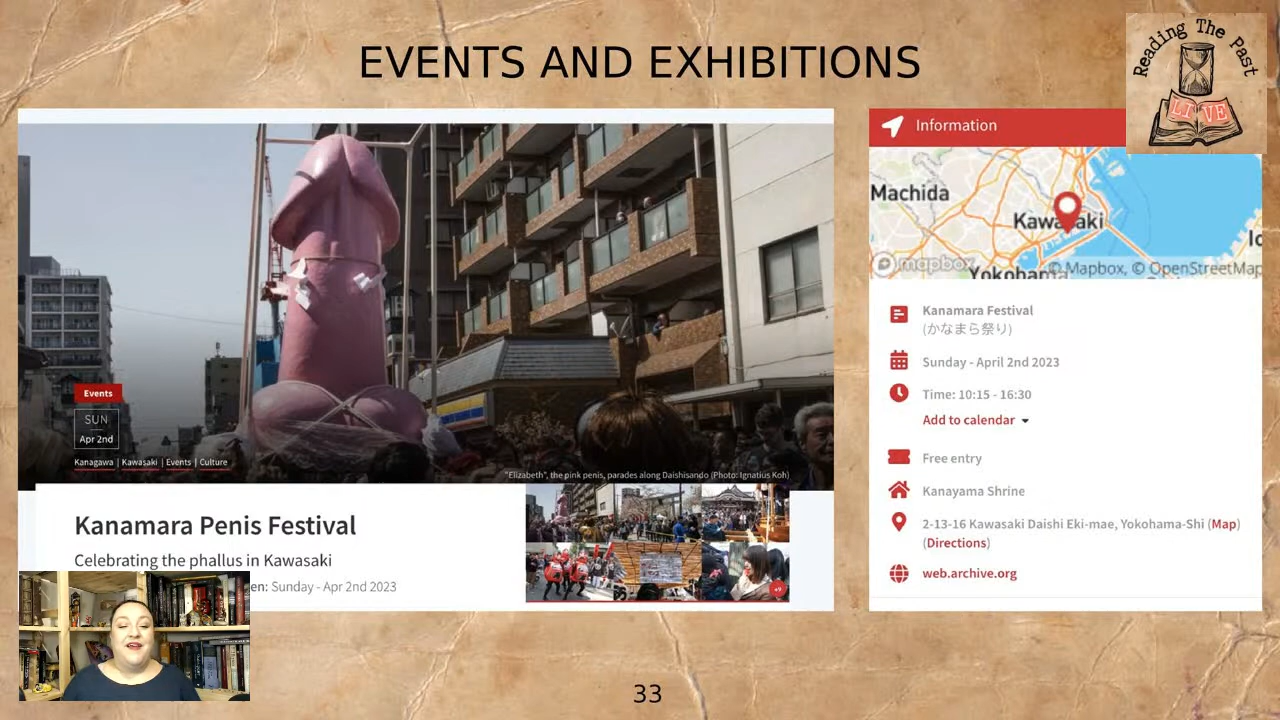 EVENTS AND EXHIBITIONS
Reading The Past
LIVE
Events
SUN
Apr 2nd
Kanagawa | Kawasaki | Events | Culture
"Elizabeth", the pink penis, parades along Daishisando (Photo: Ignatius Koh)
Kanamara Penis Festival
Celebrating the phallus in Kawasaki
en: Sunday - Apr 2nd 2023
+9
Information
Machida
Kawasaki
mapbox
Yokohama
© Mapbox, © OpenStreetMap
Kanamara Festival
(かなまら祭り)
Sunday - April 2nd 2023
Time: 10:15 - 16:30
Add to calendar
Free entry
Kanayama Shrine
2-13-16 Kawasaki Daishi Eki-mae, Yokohama-Shi (Map)
(Directions)
web.archive.org
33